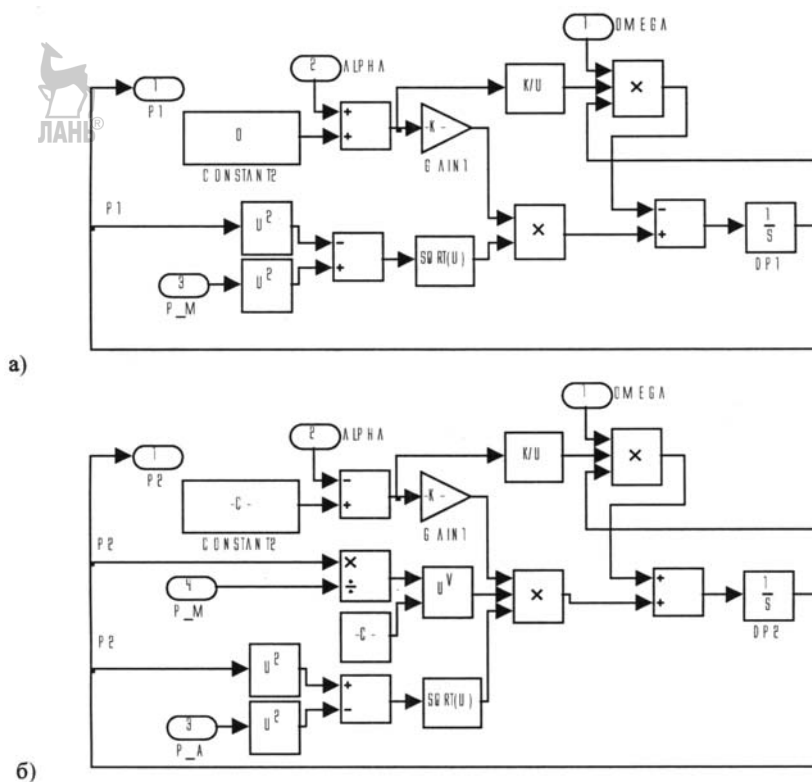 1
OMEGA
2
ALPHA
1
P1
K/U
×
ЛАНЬ®
0
+
+
-K-
CONSTANT2
GAIN1
P1
U²
−
+
SQRT(U)
×
−
+
1
S
DP1
3
P_M
U²
а)
1
OMEGA
2
ALPHA
1
P2
K/U
×
-C-
−
+
-K-
CONSTANT2
GAIN1
P2
×
÷
4
P_M
U^V
×
+
+
1
S
DP2
-C-
P2
U²
+
−
SQRT(U)
3
P_A
U²
б)